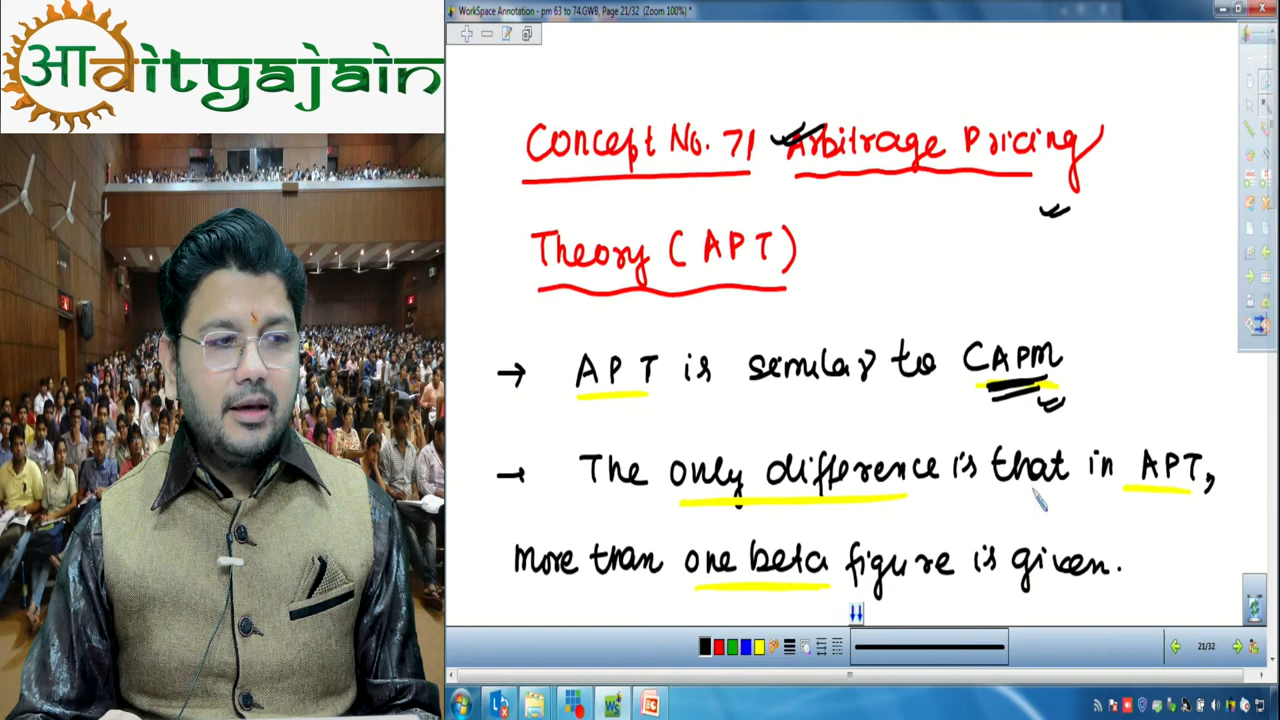 आdityajain
WorkSpace Annotation - pm 63 to 74.GWB, Page 21/32 (Zoom 100%) *
Concept No. 71 Arbitrage Pricing
Theory (APT)
→ APT is similar to CAPM
→ The only difference is that in APT,
more than one beta figure is given.
21/32